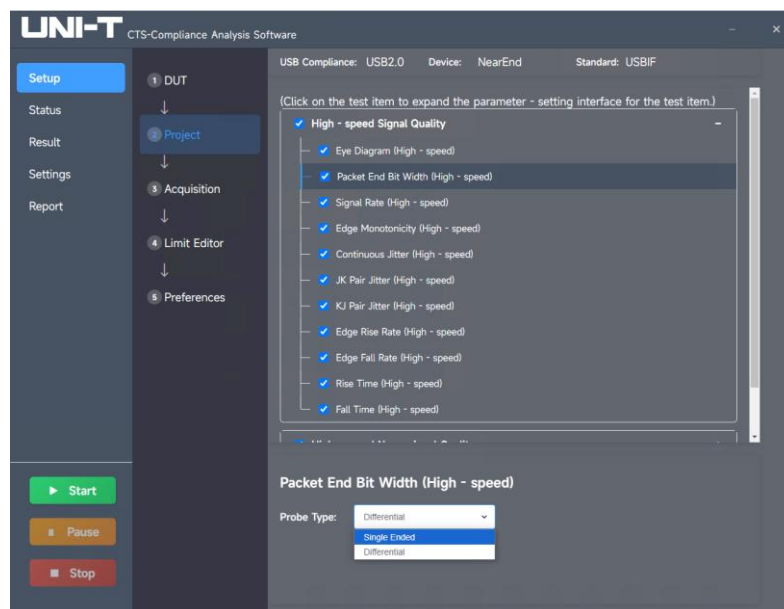 UNI-T CTS-Compliance Analysis Software
USB Compliance: USB2.0 Device: NearEnd Standard: USBIF
Setup
Status
Result
Settings
Report
1 DUT
2 Project
3 Acquisition
4 Limit Editor
5 Preferences
(Click on the test item to expand the parameter - setting interface for the test item.)
High - speed Signal Quality
Eye Diagram (High - speed)
Packet End Bit Width (High - speed)
Signal Rate (High - speed)
Edge Monotonicity (High - speed)
Continuous Jitter (High - speed)
JK Pair Jitter (High - speed)
KJ Pair Jitter (High - speed)
Edge Rise Rate (High - speed)
Edge Fall Rate (High - speed)
Rise Time (High - speed)
Fall Time (High - speed)
Packet End Bit Width (High - speed)
Probe Type: Differential
Single Ended
Differential
Start
Pause
Stop